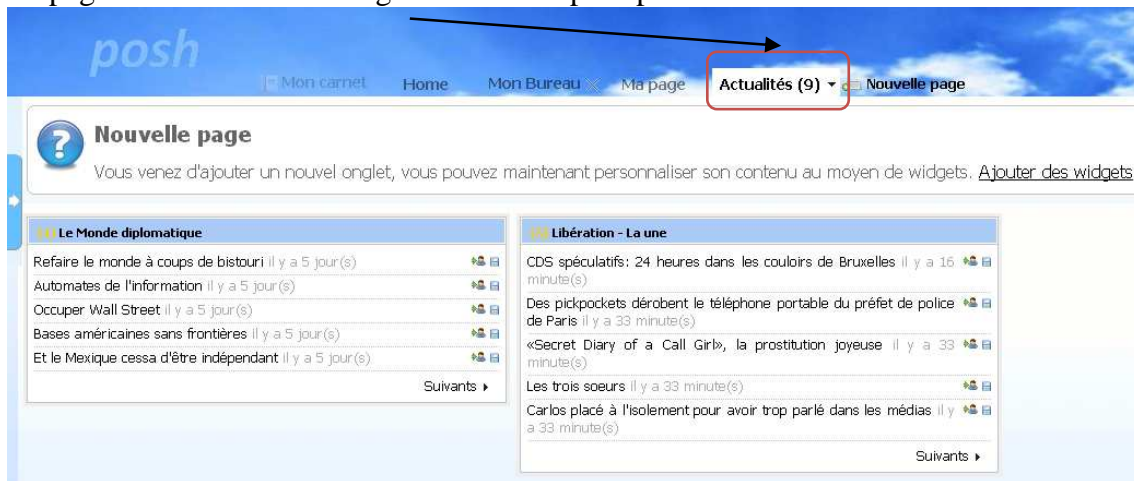 posh
Mon carnet Home Mon Bureau Ma page Actualités (9) Nouvelle page
Nouvelle page
Vous venez d'ajouter un nouvel onglet, vous pouvez maintenant personnaliser son contenu au moyen de widgets. Ajouter des widgets
Le Monde diplomatique
Refaire le monde à coups de bistouri il y a 5 jour(s)
Automates de l'information il y a 5 jour(s)
Occuper Wall Street il y a 5 jour(s)
Bases américaines sans frontières il y a 5 jour(s)
Et le Mexique cessa d'être indépendant il y a 5 jour(s)
Suivants
Libération - La une
CDS spéculatifs: 24 heures dans les couloirs de Bruxelles il y a 16
minute(s)
Des pickpockets dérobent le téléphone portable du préfet de police
de Paris il y a 33 minute(s)
«Secret Diary of a Call Girl», la prostitution joyeuse il y a 33
minute(s)
Les trois soeurs il y a 33 minute(s)
Carlos placé à l'isolement pour avoir trop parlé dans les médias il y
a 33 minute(s)
Suivants